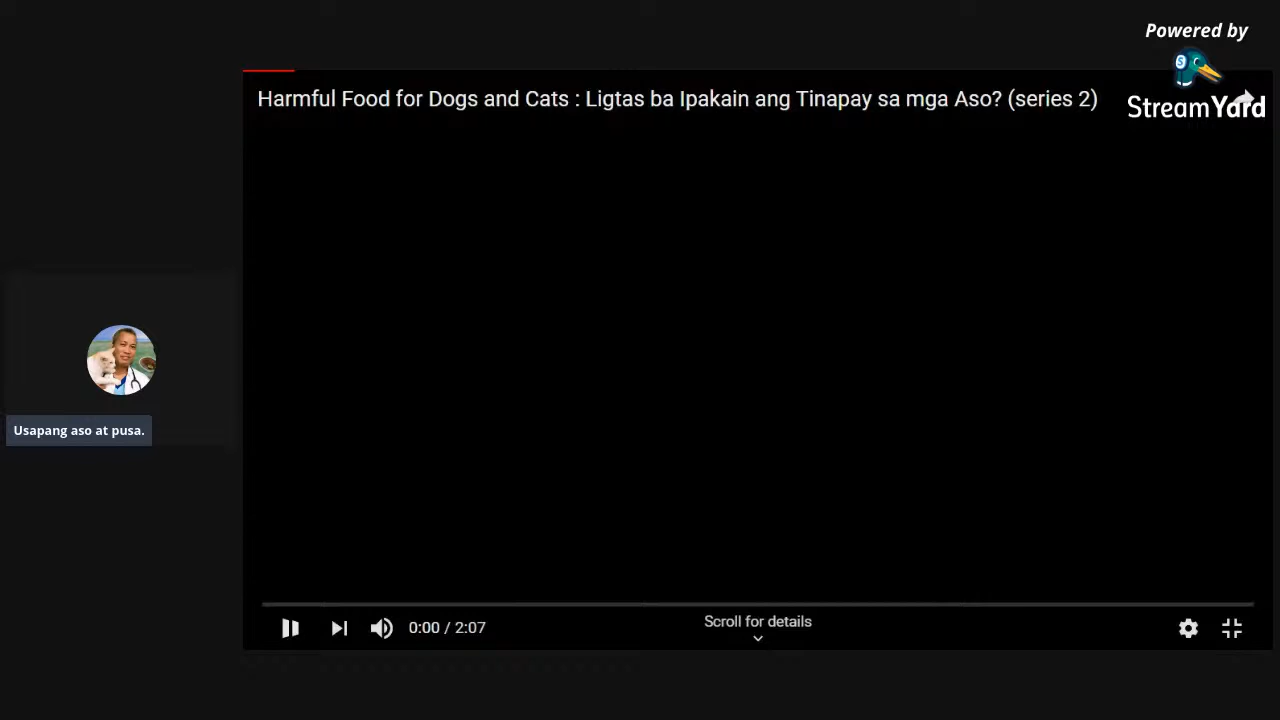 Powered by
StreamYard
Harmful Food for Dogs and Cats : Ligtas ba Ipakain ang Tinapay sa mga Aso? (series 2)
Usapang aso at pusa.
Scroll for details
0:00 / 2:07